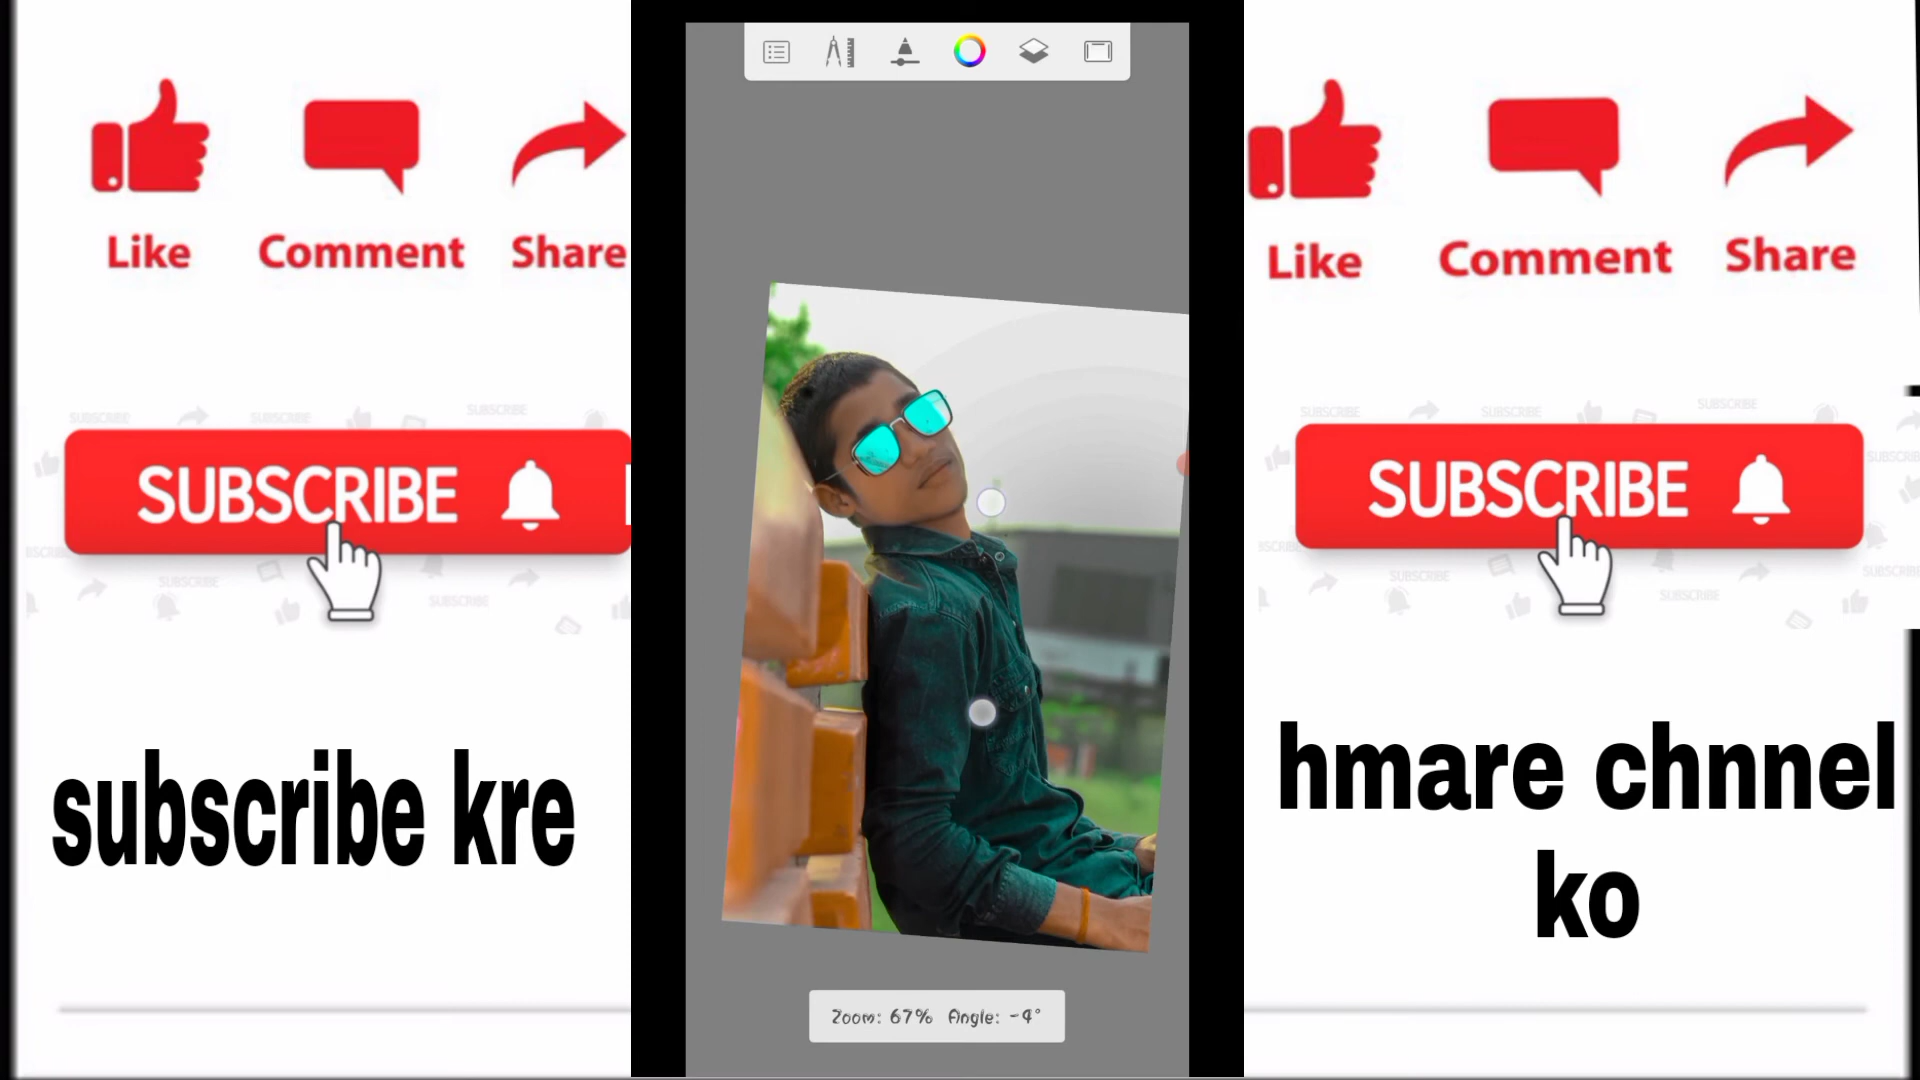 Like Comment Share
SUBSCRIBE
subscribe kre
Zoom: 67% Angle: -4°
Like Comment Share
SUBSCRIBE
hmare chnnel
ko